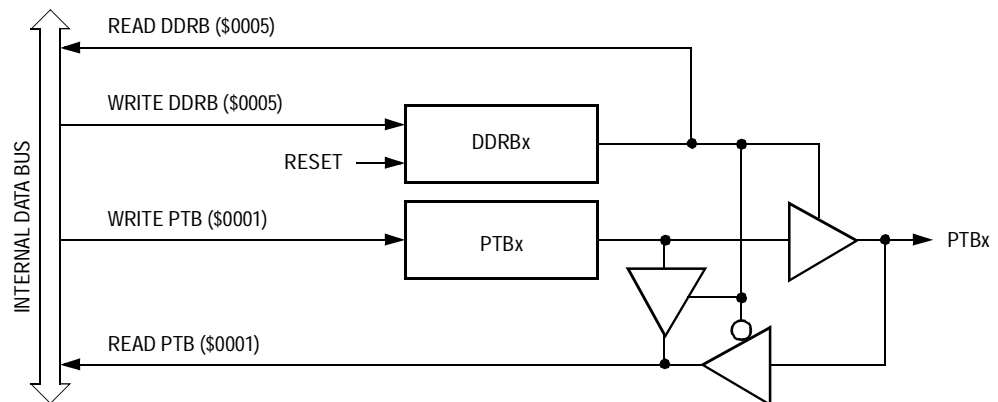 READ DDRB ($0005)
WRITE DDRB ($0005)
DDRBx
RESET
INTERNAL DATA BUS
WRITE PTB ($0001)
PTBx
PTBx
READ PTB ($0001)